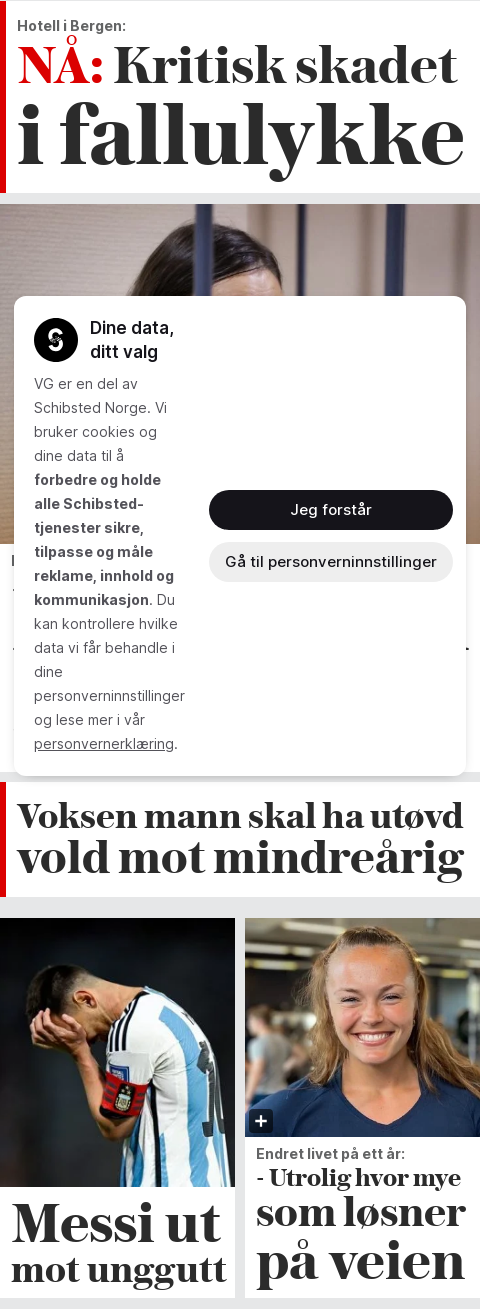 Hotell i Bergen:
NÅ: Kritisk skadet
i fallulykke
Dine data,
ditt valg
VG er en del av
Schibsted Norge. Vi
bruker cookies og
dine data til å
forbedre og holde
alle Schibsted-
tjenester sikre,
tilpasse og måle
reklame, innhold og
kommunikasjon. Du
kan kontrollere hvilke
data vi får behandle i
dine
personverninnstillinger
og lese mer i vår
personvernerklæring.
Jeg forstår
Gå til personverninnstillinger
Voksen mann skal ha utøvd
vold mot mindreårig
Messi ut
mot unggutt
Endret livet på ett år:
- Utrolig hvor mye
som løsner
på veien